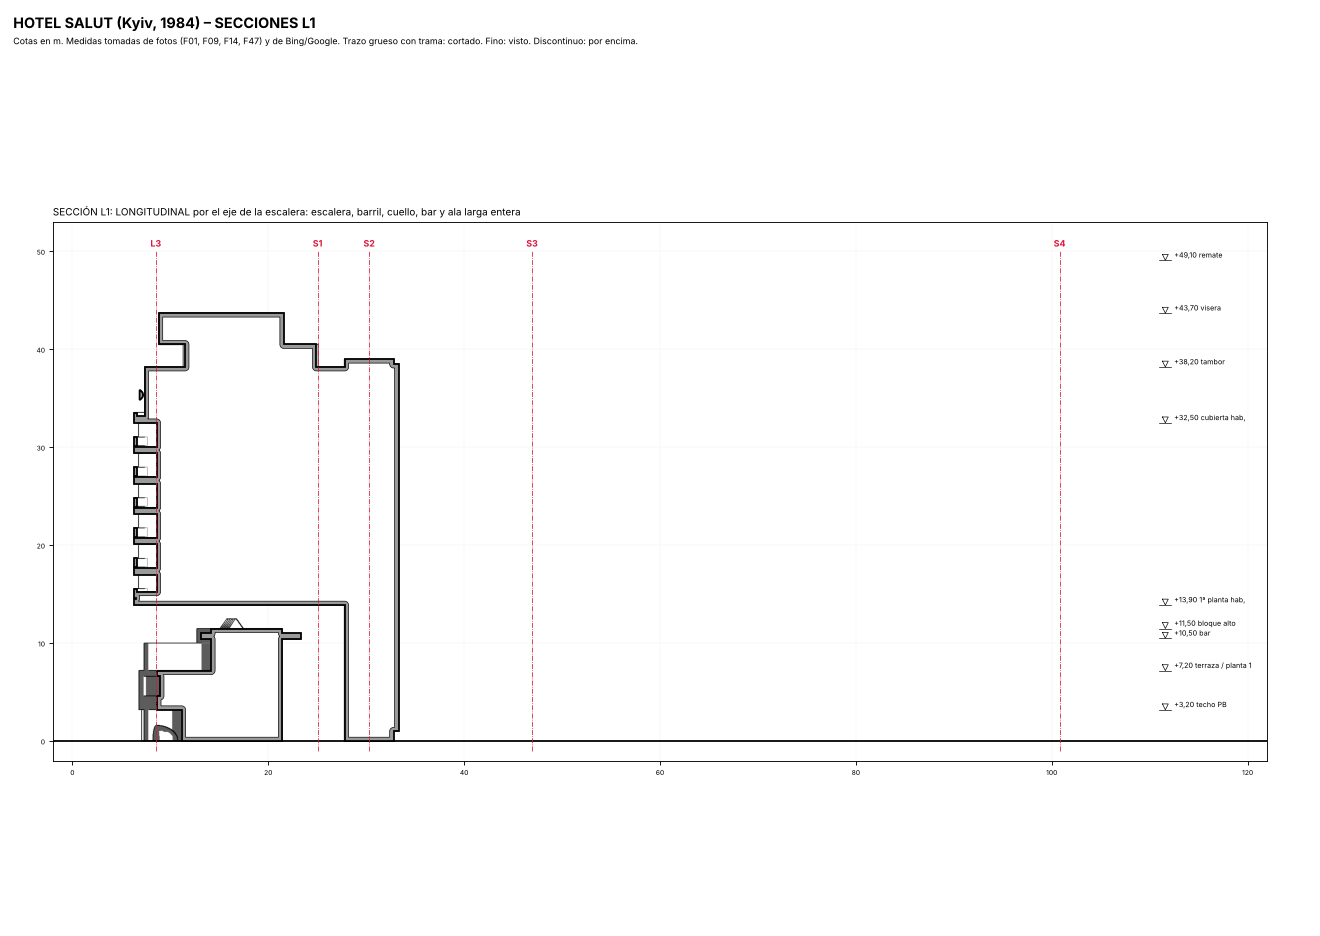 HOTEL SALUT (Kyiv, 1984) – SECCIONES L1
Cotas en m. Medidas tomadas de fotos (F01, F09, F14, F47) y de Bing/Google. Trazo grueso con trama: cortado. Fino: visto. Discontinuo: por encima.
SECCIÓN L1: LONGITUDINAL por el eje de la escalera: escalera, barril, cuello, bar y ala larga entera
L3 S1 S2 S3 S4
50
+49,10 remate
+43,70 visera
40
+38,20 tambor
+32,50 cubierta hab,
30
20
+13,90 1ª planta hab,
+11,50 bloque alto
+10,50 bar
10
+7,20 terraza / planta 1
+3,20 techo PB
0
0 20 40 60 80 100 120